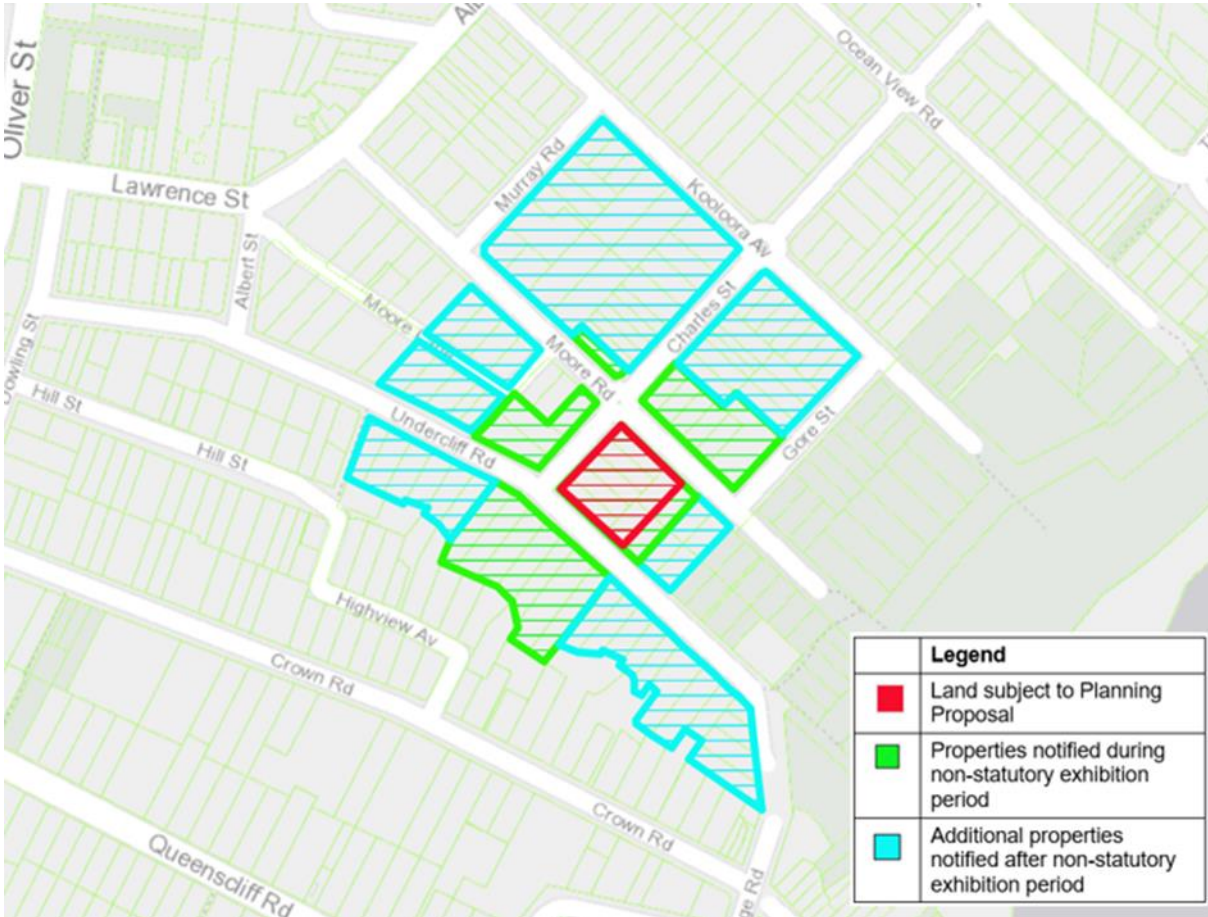 Oliver St
Alb
Ocean View Rd
Lawrence St
Murray Rd
Kooloora Av
Albert St
Charles St
Moore
Moore Rd
Dowling St
Hill St
Hill St
Undercliff Rd
Gore St
Highview Av
Crown Rd
Crown Rd
Queenscliff Rd
ge Rd
Legend
Land subject to Planning
Proposal
Properties notified during
non-statutory exhibition
period
Additional properties
notified after non-statutory
exhibition period